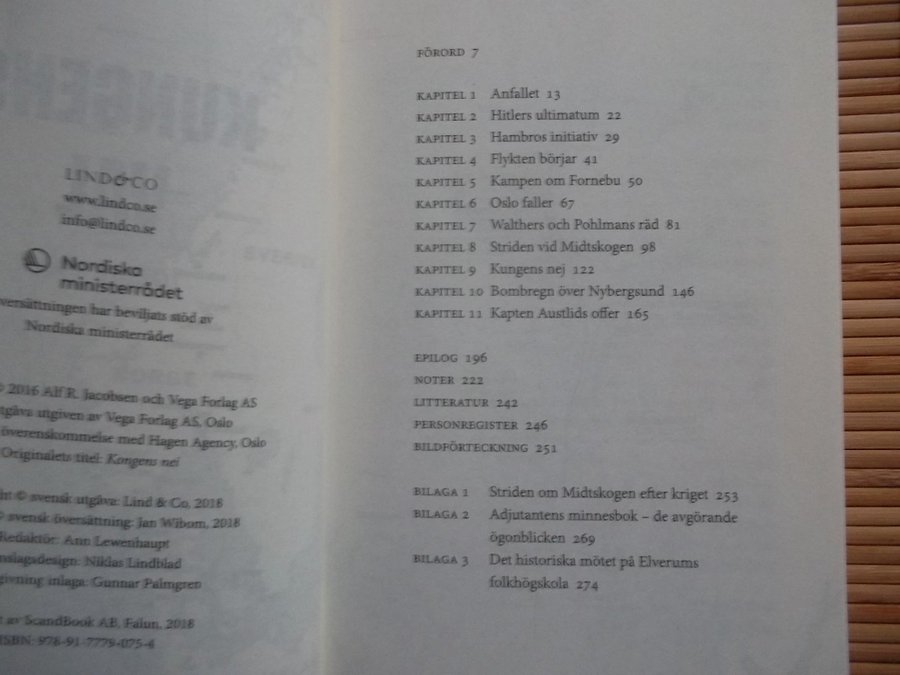 LIND&CO
www.lindco.se
info@lindco.se
Nordiska
ministerrådet
versättningen har beviljats stöd av
Nordiska ministerrådet
© 2016 Alf R. Jacobsen och Vega Forlag AS
tgåva utgiven av Vega Forlag AS, Oslo
överenskommelse med Hagen Agency, Oslo
Originalets titel: Kongens nei
ht © svensk utgåva: Lind & Co, 2018
© svensk översättning: Jan Wibom, 2018
Redaktör: Ann Lewenhaupt
nslagsdesign: Niklas Lindblad
givning inlaga: Gunnar Palmgren
t av ScandBook AB, Falun, 2018
ISBN: 978-91-7779-075-4
FÖRORD 7
KAPITEL 1 Anfallet 13
KAPITEL 2 Hitlers ultimatum 22
KAPITEL 3 Hambros initiativ 29
KAPITEL 4 Flykten börjar 41
KAPITEL 5 Kampen om Fornebu 50
KAPITEL 6 Oslo faller 67
KAPITEL 7 Walthers och Pohlmans räd 81
KAPITEL 8 Striden vid Midtskogen 98
KAPITEL 9 Kungens nej 122
KAPITEL 10 Bombregn över Nybergsund 146
KAPITEL 11 Kapten Austlids offer 165
EPILOG 196
NOTER 222
LITTERATUR 242
PERSONREGISTER 246
BILDFÖRTECKNING 251
BILAGA 1 Striden om Midtskogen efter kriget 253
BILAGA 2 Adjutantens minnesbok – de avgörande
ögonblicken 269
BILAGA 3 Det historiska mötet på Elverums
folkhögskola 274